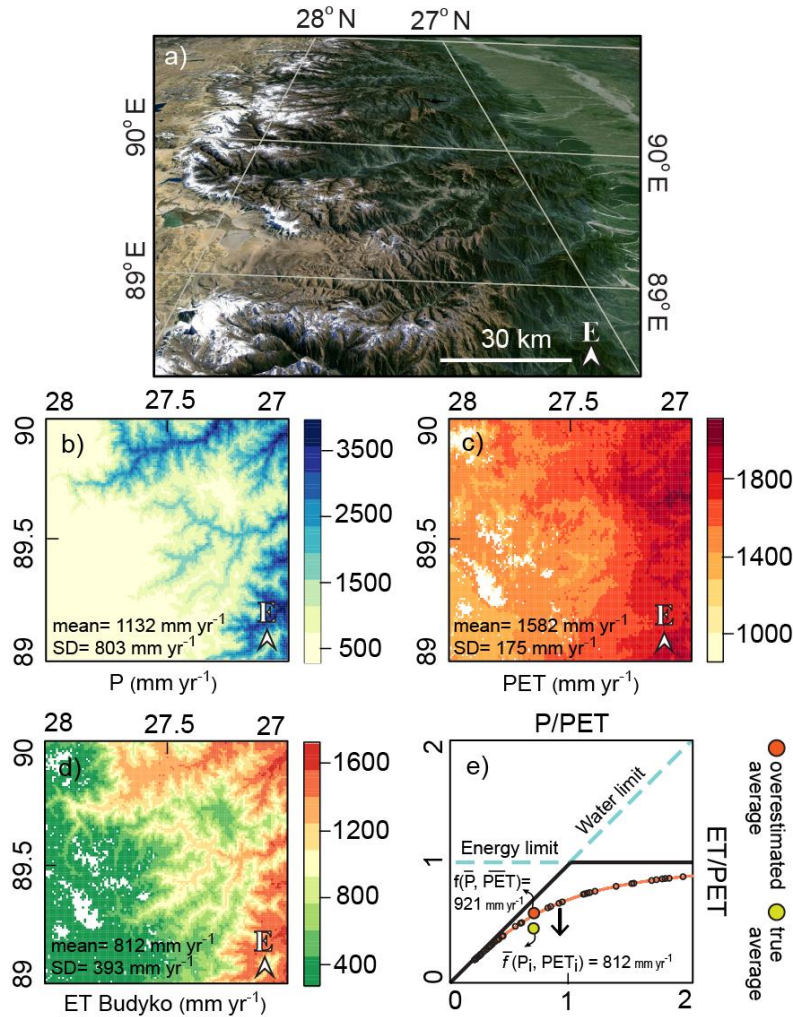 28° N 27° N
a)
90° E
90° E
89° E
89° E
30 km E
28 27.5 27
90
89.5
89
b)
3500
2500
1500
500
mean= 1132 mm yr⁻¹
SD= 803 mm yr⁻¹
E
P (mm yr⁻¹)
c)
90
89.5
89
1800
1400
1000
mean= 1582 mm yr⁻¹
SD= 175 mm yr⁻¹
E
PET (mm yr⁻¹)
28 27.5 27
90
89.5
89
d)
1600
1200
800
400
mean= 812 mm yr⁻¹
SD= 393 mm yr⁻¹
E
ET Budyko (mm yr⁻¹)
P/PET
e)
2
1
0
Water limit
Energy limit
f(P̅, P̅E̅T̅)=
921 mm yr⁻¹
f̅ (Pᵢ, PETᵢ) = 812 mm yr⁻¹
0 1 2
ET/PET
overestimated
average
true
average